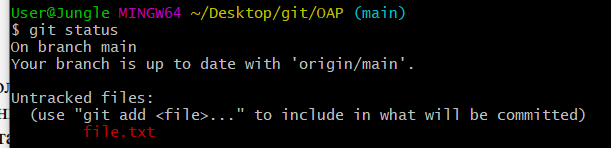 User@Jungle MINGW64 ~/Desktop/git/OAP (main)
$ git status
On branch main
Your branch is up to date with 'origin/main'.
Untracked files:
(use "git add <file>..." to include in what will be committed)
file.txt